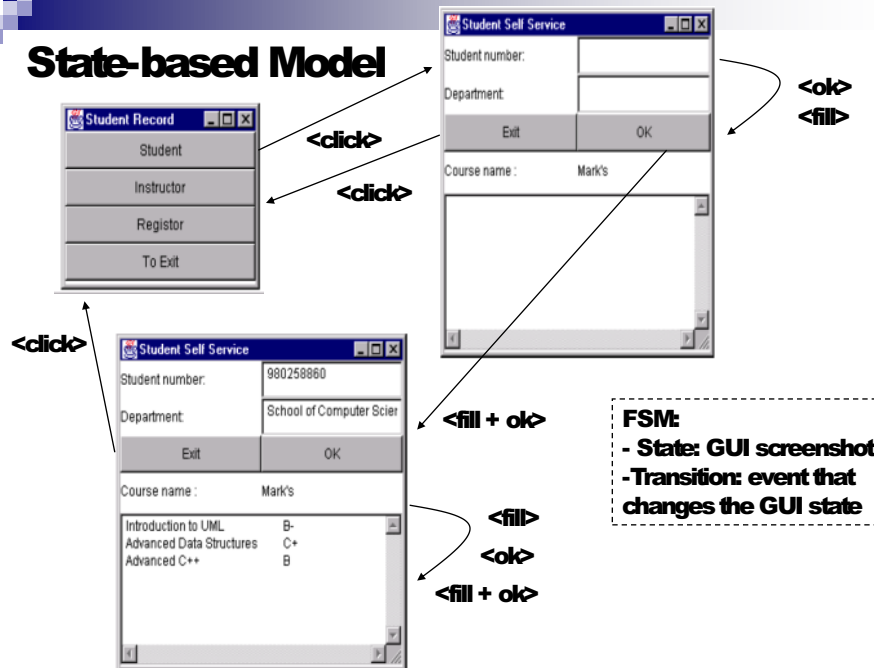 State-based Model
Student Record
Student
Instructor
Registor
To Exit
<click>
<click>
Student Self Service
Student number:
Department:
Exit OK
Course name : Mark's
<ok>
<fill>
<click>
Student Self Service
Student number: 980258860
Department: School of Computer Scier
Exit OK
Course name : Mark's
Introduction to UML B-
Advanced Data Structures C+
Advanced C++ B
<fill + ok>
<fill>
<ok>
<fill + ok>
FSM:
- State: GUI screenshot
-Transition: event that
changes the GUI state